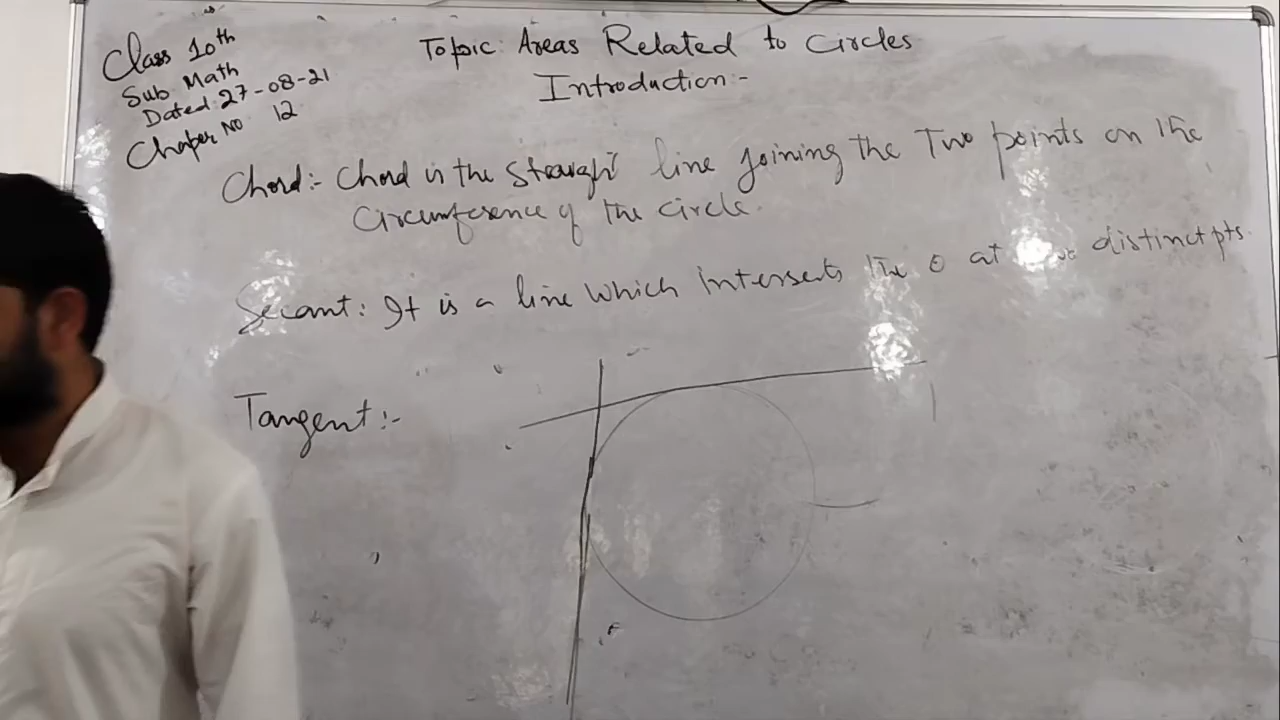 Class 10th
Sub Math
Dated 27-08-21
Chapter No 12
Topic: Areas Related to Circles
Introduction:-
Chord:- Chord is the straight line joining the Two points on the
Circumference of the circle.
Secant: It is a line which intersects the O at distinct pts.
Tangent:-